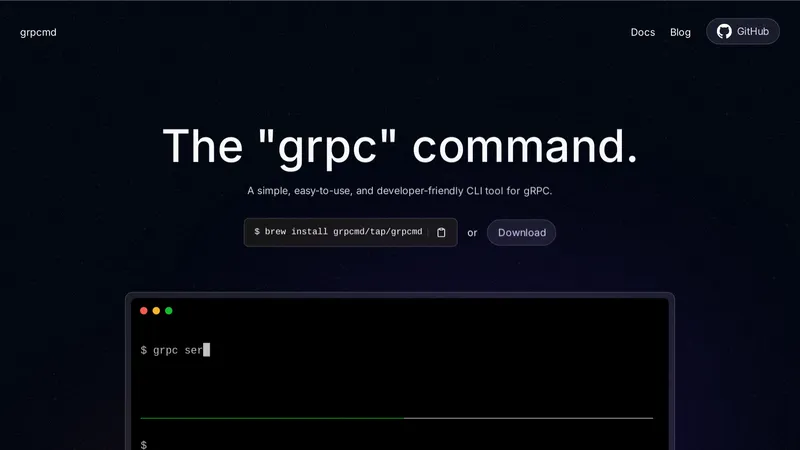 grpcmd
Docs Blog GitHub
The "grpc" command.
A simple, easy-to-use, and developer-friendly CLI tool for gRPC.
$ brew install grpcmd/tap/grpcmd
or
Download
$ grpc ser
$